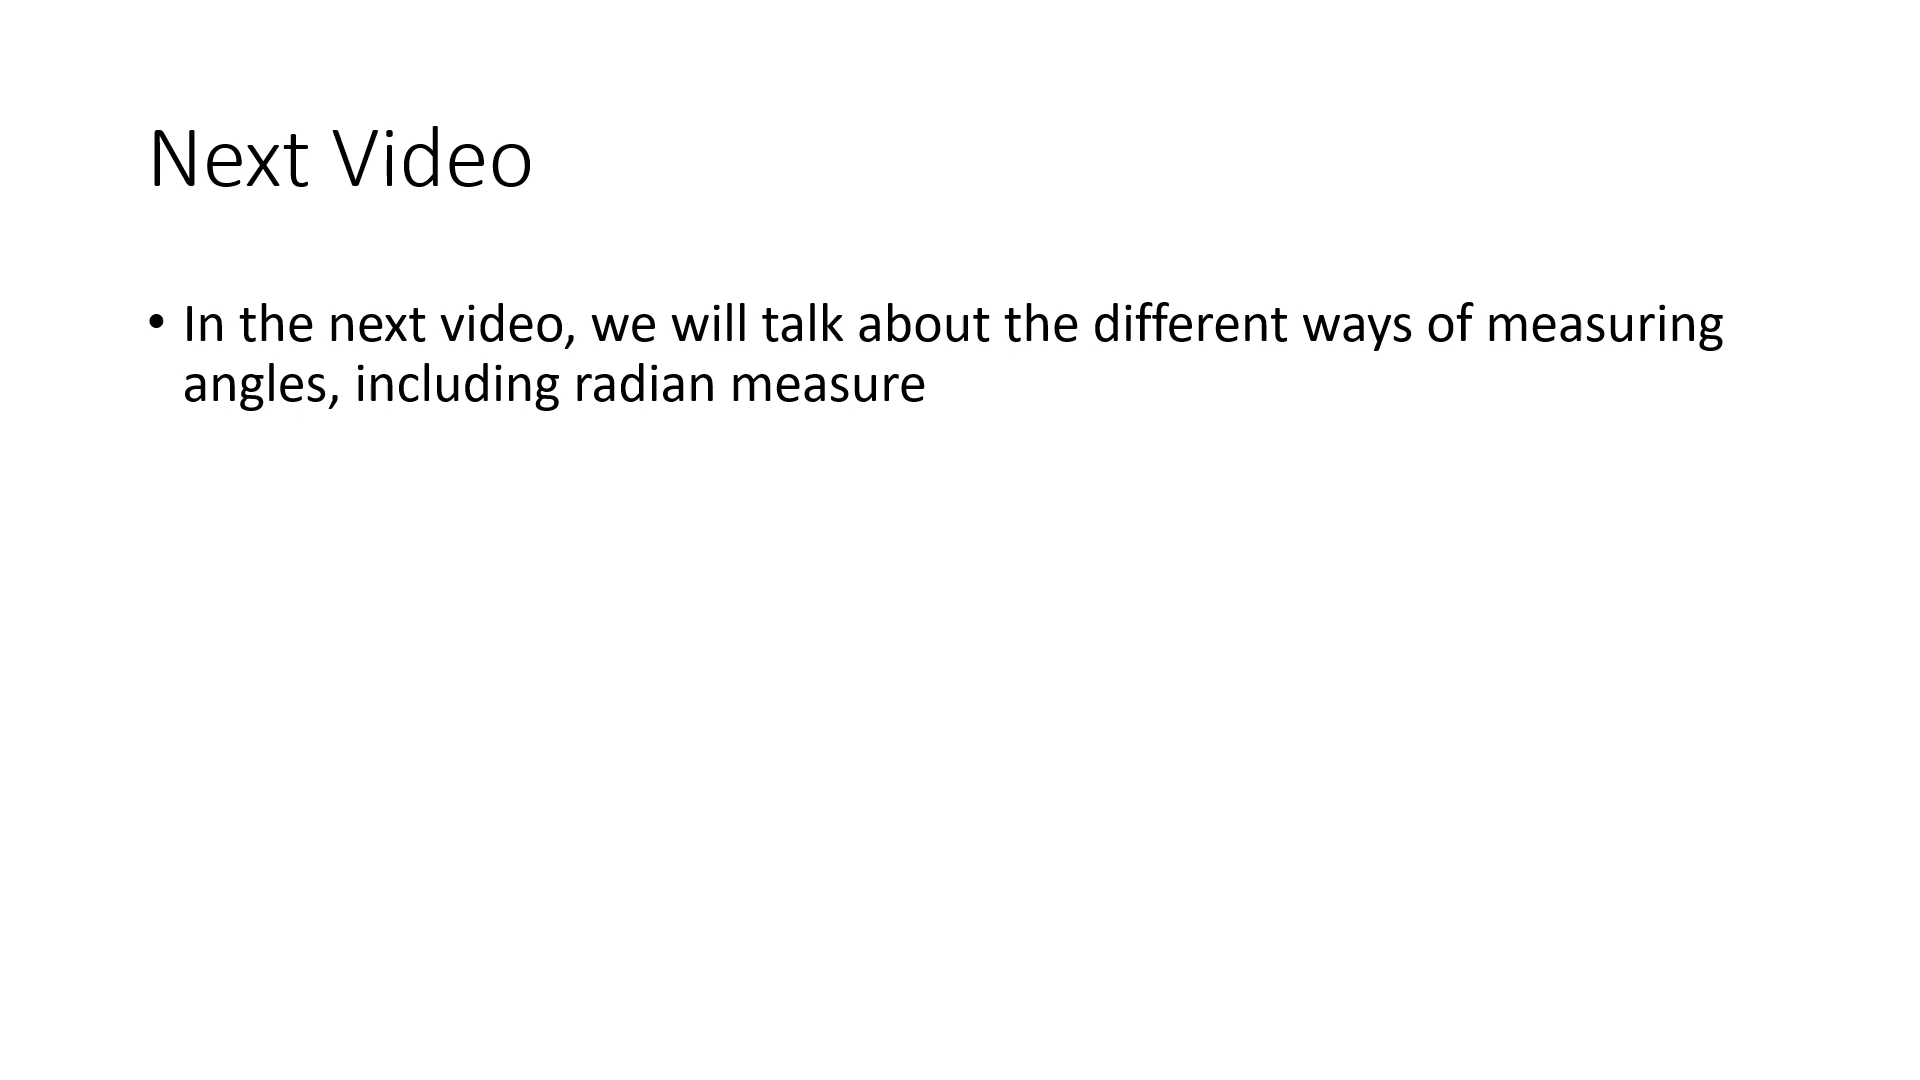 Next Video
• In the next video, we will talk about the different ways of measuring
angles, including radian measure